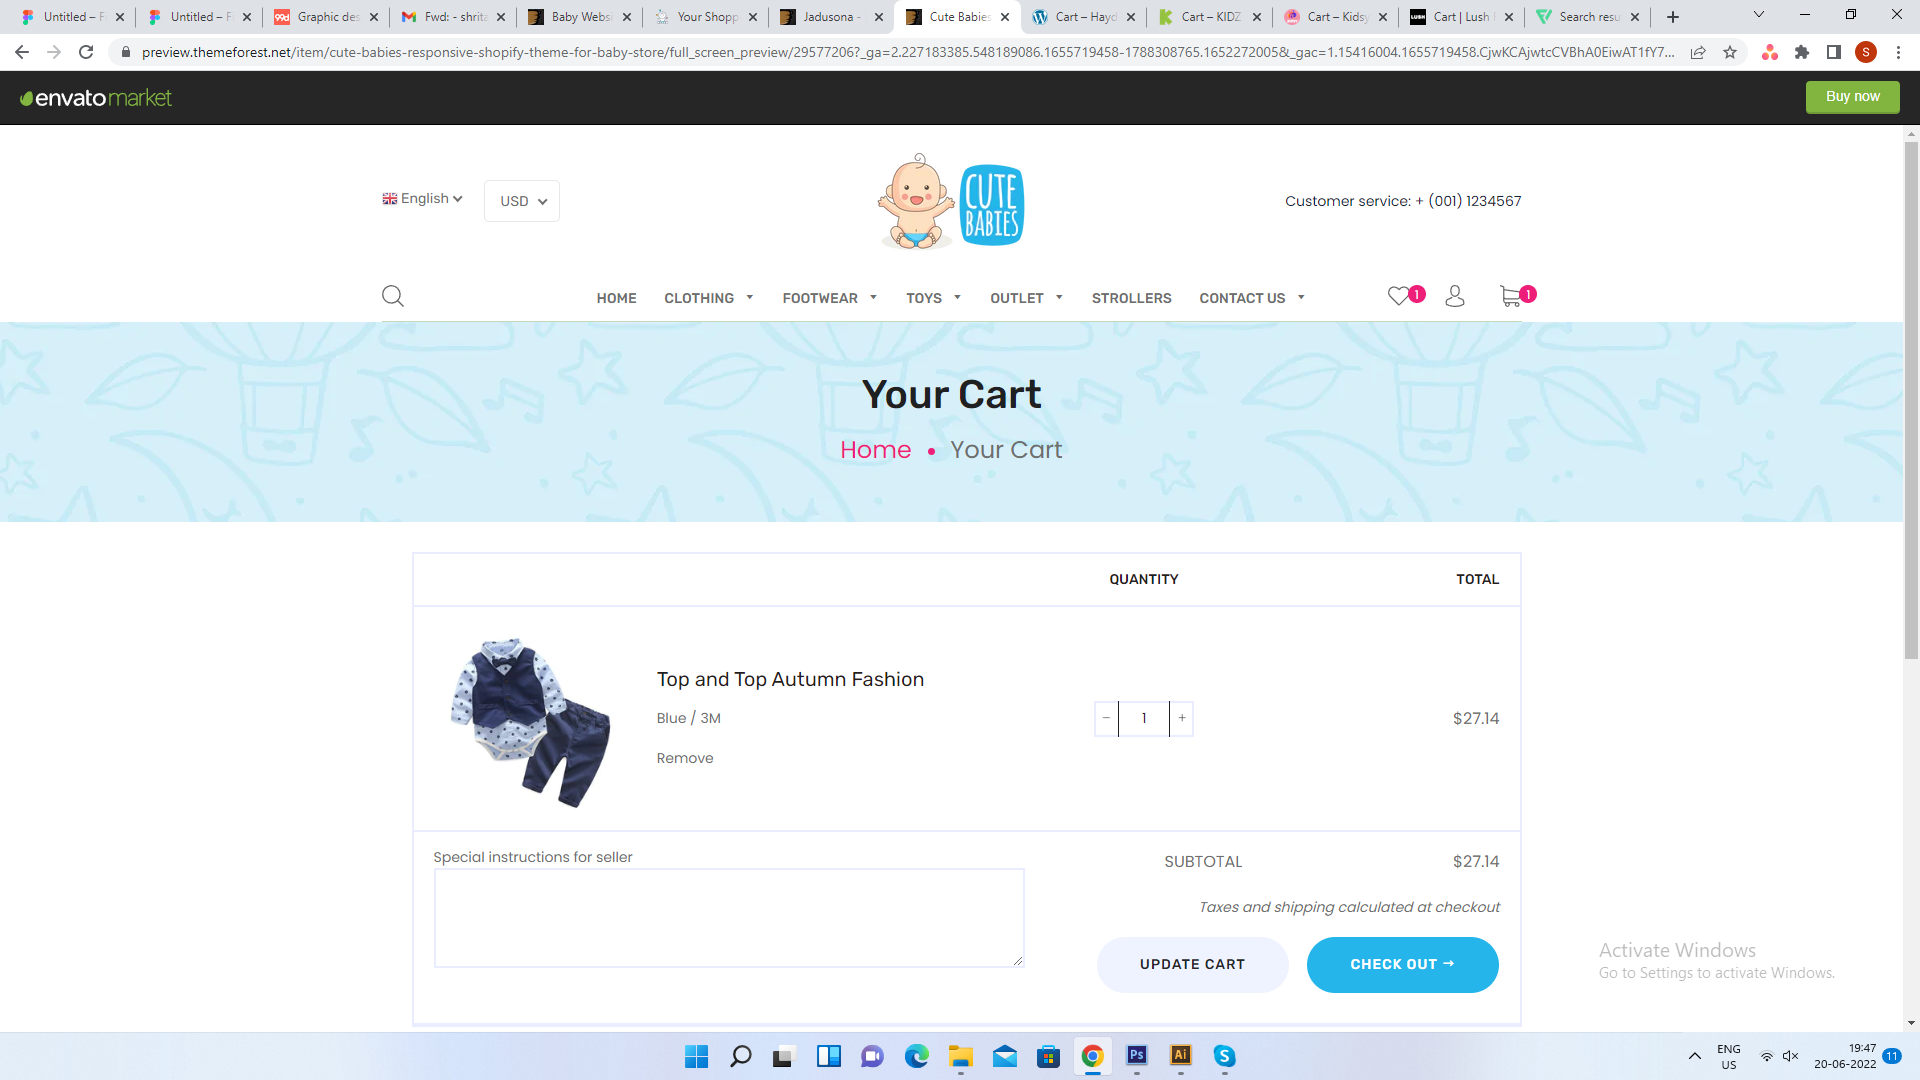 Untitled – F
Untitled – F
Graphic des
Fwd: - shrita
Baby Websi
Your Shopp
Jadusona -
Cute Babies
Cart – Hayd
Cart – KIDZ
Cart – Kidsy
Cart | Lush
Search resu
preview.themeforest.net/item/cute-babies-responsive-shopify-theme-for-baby-store/full_screen_preview/29577206?_ga=2.227183385.548189086.1655719458-1788308765.1652272005&_gac=1.15416004.1655719458.CjwKCAjwtcCVBhA0EiwAT1fY7...
S
envatomarket
Buy now
English
USD
CUTE
BABIES
Customer service: + (001) 1234567
HOME
CLOTHING
FOOTWEAR
TOYS
OUTLET
STROLLERS
CONTACT US
1
1
Your Cart
Home • Your Cart
QUANTITY
TOTAL
Top and Top Autumn Fashion
Blue / 3M
Remove
− 1 +
$27.14
Special instructions for seller
SUBTOTAL
$27.14
Taxes and shipping calculated at checkout
UPDATE CART
CHECK OUT →
Activate Windows
Go to Settings to activate Windows.
Ps
Ai
S
ENG
US
19:47
20-06-2022
11